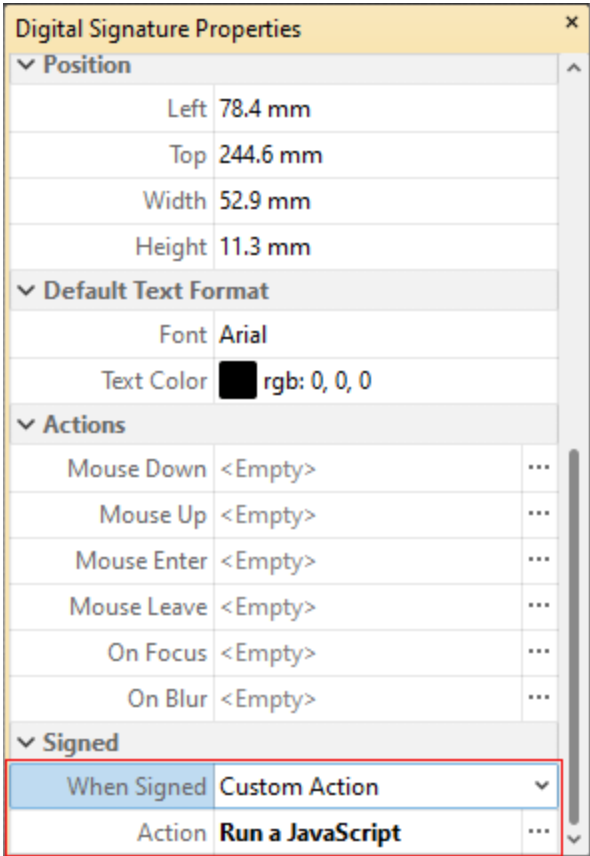 Digital Signature Properties
Position
Left 78.4 mm
Top 244.6 mm
Width 52.9 mm
Height 11.3 mm
Default Text Format
Font Arial
Text Color rgb: 0, 0, 0
Actions
Mouse Down <Empty> ...
Mouse Up <Empty> ...
Mouse Enter <Empty> ...
Mouse Leave <Empty> ...
On Focus <Empty> ...
On Blur <Empty> ...
Signed
When Signed Custom Action
Action Run a JavaScript ...